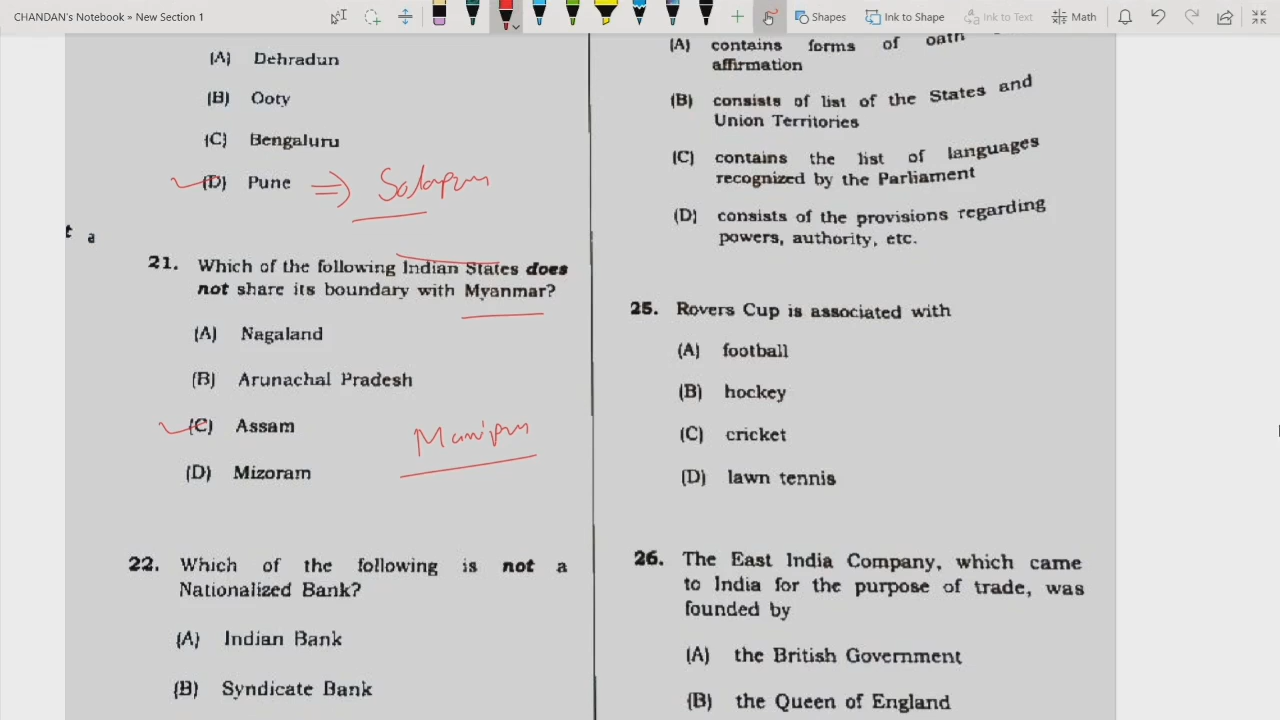 CHANDAN's Notebook » New Section 1
Shapes
Ink to Shape
Ink to Text
Math
(A) Dehradun
(B) Ooty
(C) Bengaluru
(D) Pune ⇒ Solapur
t a
21. Which of the following Indian States does
not share its boundary with Myanmar?
(A) Nagaland
(B) Arunachal Pradesh
(C) Assam
Manipur
(D) Mizoram
22. Which of the following is not a
Nationalized Bank?
(A) Indian Bank
(B) Syndicate Bank
(A) contains forms of oath
affirmation
(B) consists of list of the States and
Union Territories
(C) contains the list of languages
recognized by the Parliament
(D) consists of the provisions regarding
powers, authority, etc.
25. Rovers Cup is associated with
(A) football
(B) hockey
(C) cricket
(D) lawn tennis
26. The East India Company, which came
to India for the purpose of trade, was
founded by
(A) the British Government
(B) the Queen of England